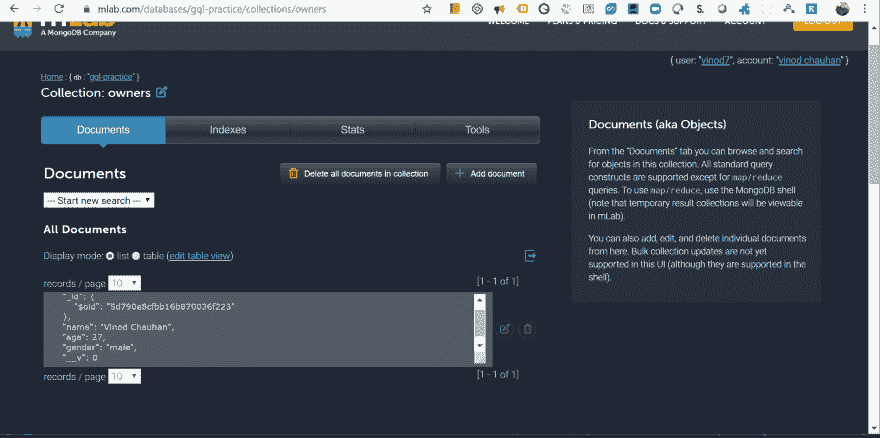 mlab.com/databases/gql-practice/collections/owners
A MongoDB Company
WELCOME PLANS & PRICING DOCS & SUPPORT ACCOUNT
{ user: "vinod7", account: "vinod chauhan" }
Home : { db : "gql-practice" }
Collection: owners
Documents Indexes Stats Tools
Documents
Delete all documents in collection
Add document
--- Start new search ---
All Documents
Display mode: list table (edit table view)
records / page 10 [1 - 1 of 1]
"_id": {
},
"name": "Vinod Chauhan",
"age": 27,
"gender": "male",
"__v": 0
records / page 10 [1 - 1 of 1]
Documents (aka Objects)
From the "Documents" tab you can browse and search
for objects in this collection. All standard query
constructs are supported except for map/reduce
queries. To use map/reduce, use the MongoDB shell
(note that temporary result collections will be viewable
in mLab).
You can also add, edit, and delete individual documents
from here. Bulk collection updates are not yet
supported in this UI (although they are supported in the
shell).